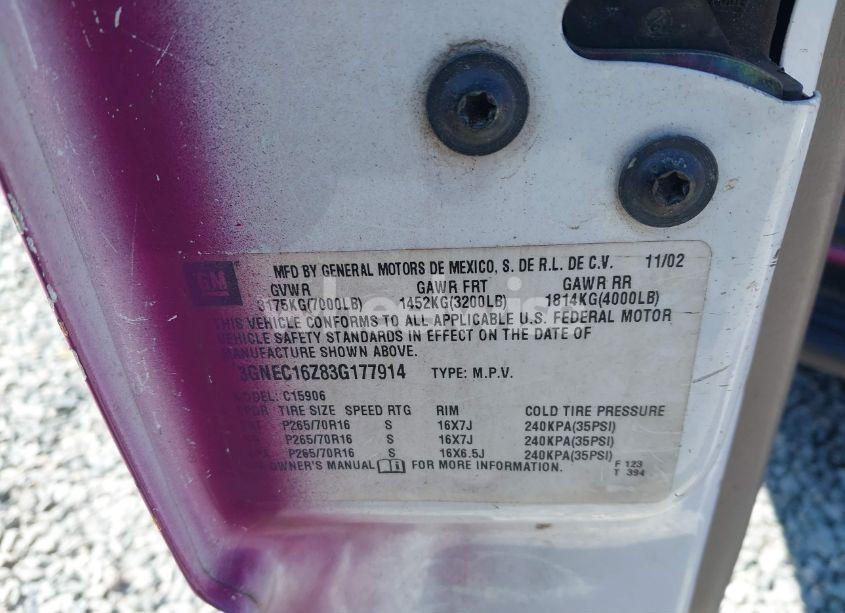 GM
MFD BY GENERAL MOTORS DE MEXICO, S. DE R.L. DE C.V. 11/02
GVWR GAWR FRT GAWR RR
3175KG(7000LB) 1452KG(3200LB) 1814KG(4000LB)
THIS VEHICLE CONFORMS TO ALL APPLICABLE U.S. FEDERAL MOTOR
VEHICLE SAFETY STANDARDS IN EFFECT ON THE DATE OF
MANUFACTURE SHOWN ABOVE.
3GNEC16Z83G177914 TYPE: M.P.V.
MODEL: C15906
TIRE SIZE SPEED RTG RIM COLD TIRE PRESSURE
P265/70R16 S 16X7J 240KPA(35PSI)
P265/70R16 S 16X7J 240KPA(35PSI)
P265/70R16 S 16X6.5J 240KPA(35PSI)
OWNER'S MANUAL FOR MORE INFORMATION.
F 123
T 394